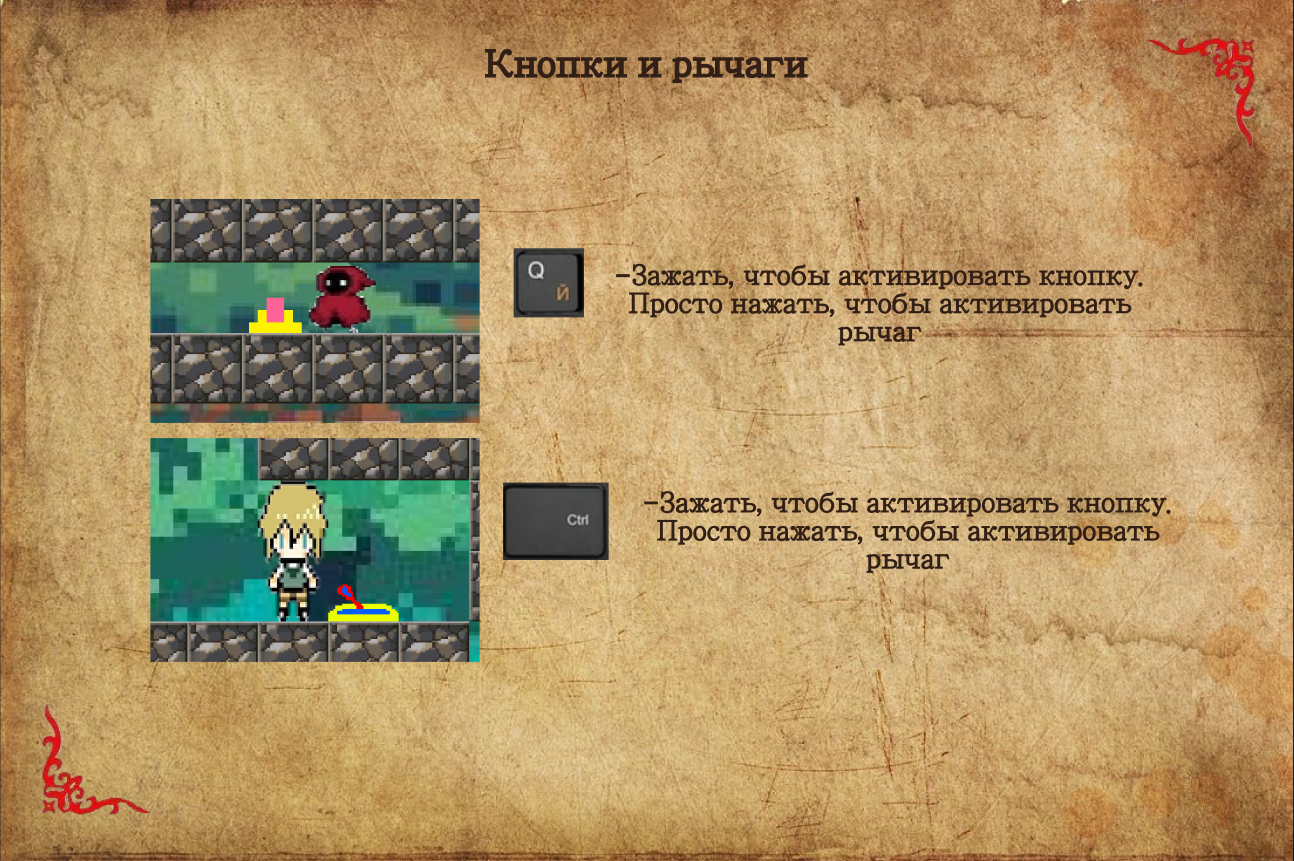 Кнопки и рычаги
Q
Й
-Зажать, чтобы активировать кнопку.
Просто нажать, чтобы активировать
рычаг
Ctrl
-Зажать, чтобы активировать кнопку.
Просто нажать, чтобы активировать
рычаг